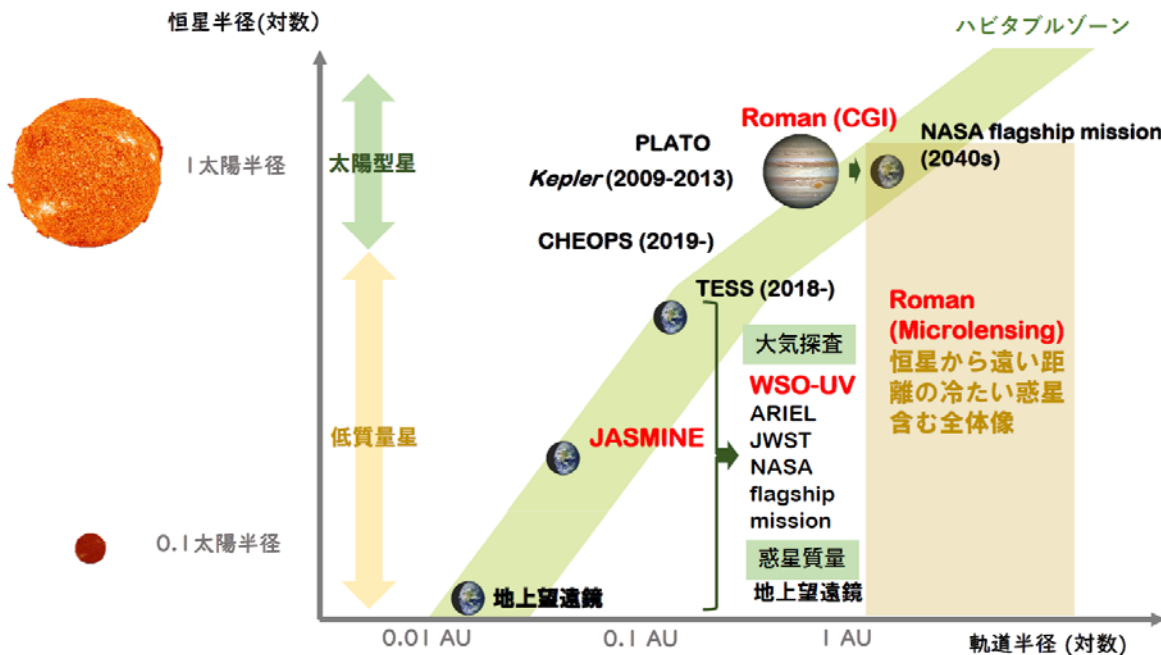 恒星半径(対数)
ハビタブルゾーン
Roman (CGI)
NASA flagship mission
(2040s)
PLATO
Kepler (2009-2013)
1太陽半径
太陽型星
CHEOPS (2019-)
TESS (2018-)
大気探査
WSO-UV
ARIEL
JWST
NASA
flagship
mission
惑星質量
地上望遠鏡
Roman
(Microlensing)
恒星から遠い距
離の冷たい惑星
含む全体像
低質量星
JASMINE
0.1太陽半径
地上望遠鏡
0.01 AU
0.1 AU
1 AU
軌道半径 (対数)